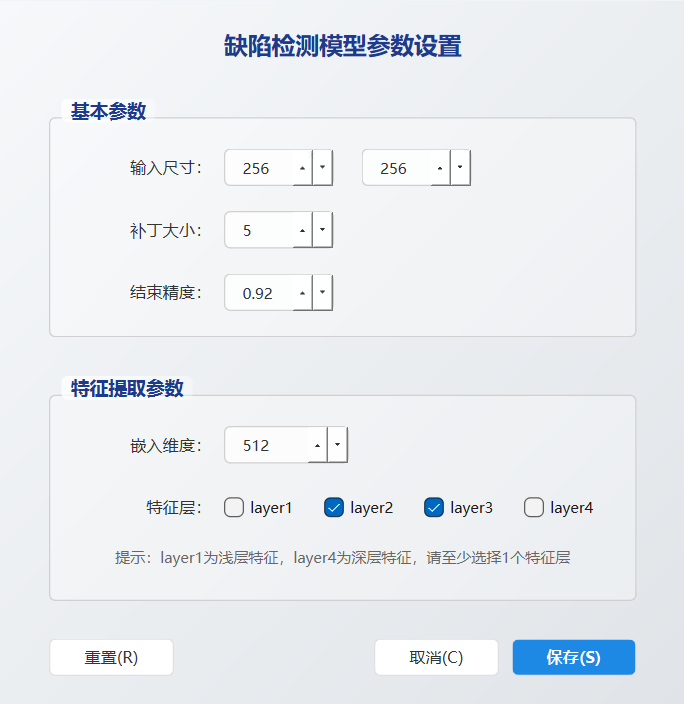 缺陷检测模型参数设置
基本参数
输入尺寸： 256 256
补丁大小： 5
结束精度： 0.92
特征提取参数
嵌入维度： 512
特征层： layer1 layer2 layer3 layer4
提示：layer1为浅层特征，layer4为深层特征，请至少选择1个特征层
重置(R) 取消(C) 保存(S)